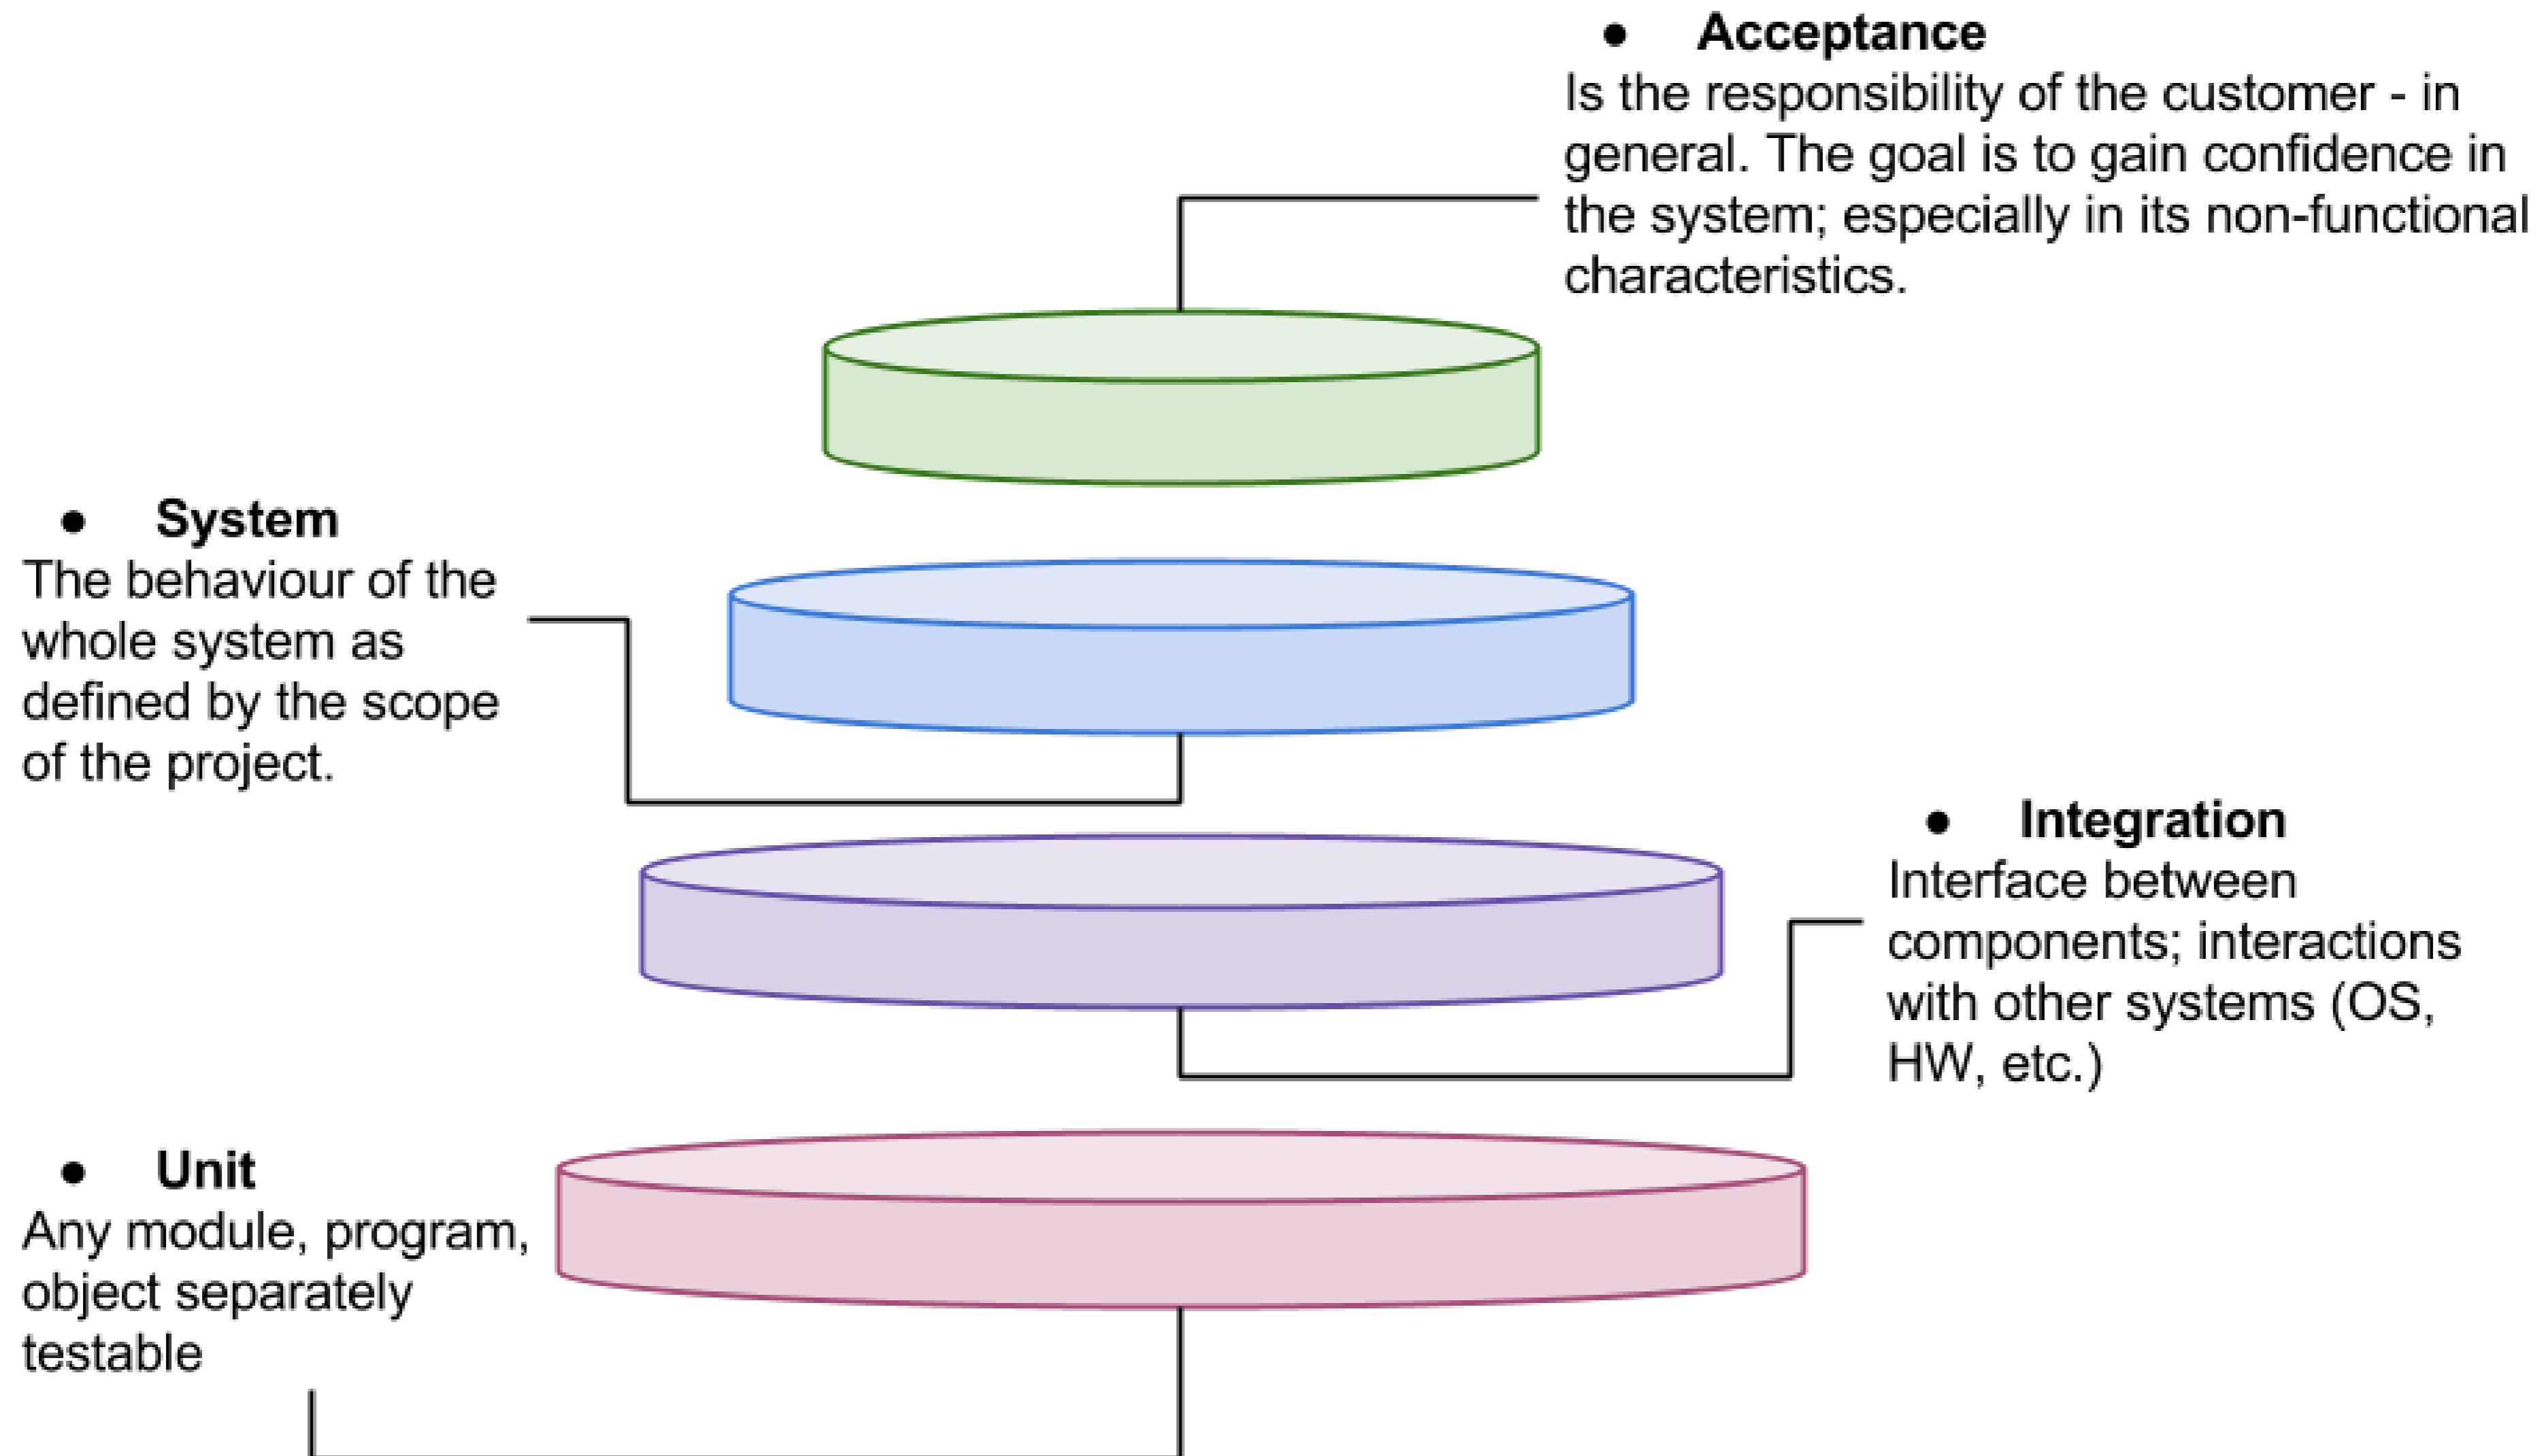 ● Acceptance
Is the responsibility of the customer - in
general. The goal is to gain confidence in
the system; especially in its non-functional
characteristics.
● System
The behaviour of the
whole system as
defined by the scope
of the project.
● Integration
Interface between
components; interactions
with other systems (OS,
HW, etc.)
● Unit
Any module, program,
object separately
testable